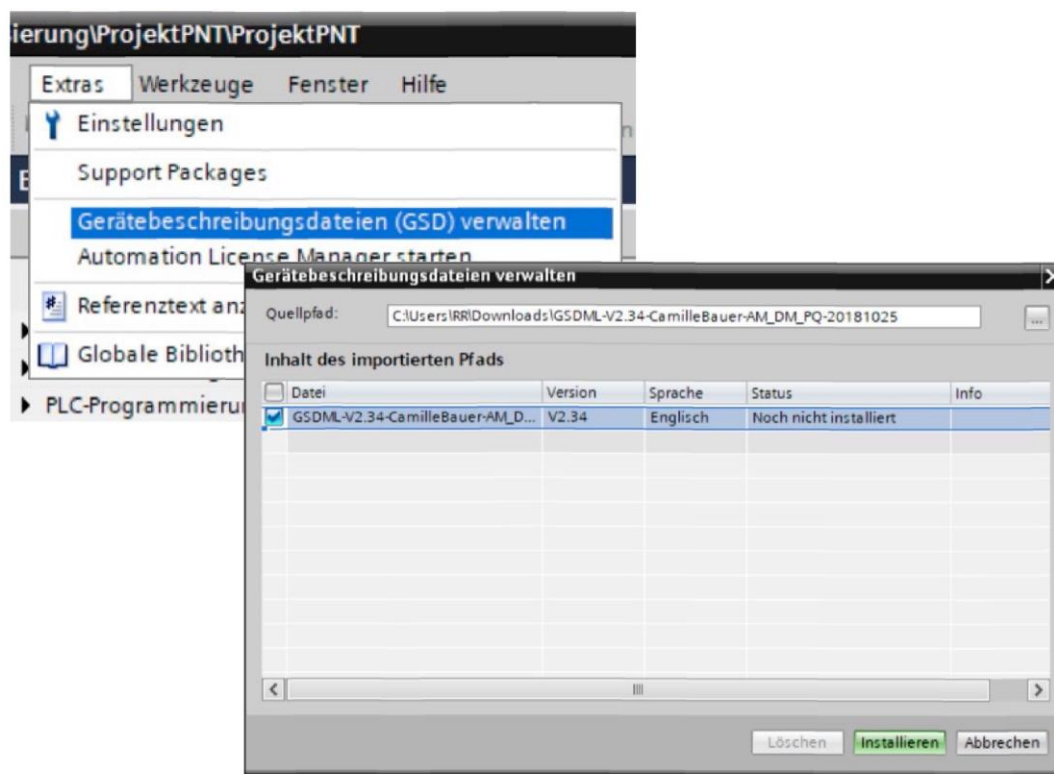 ierung\ProjektPNT\ProjektPNT
Extras Werkzeuge Fenster Hilfe
Einstellungen
Support Packages
Gerätebeschreibungsdateien (GSD) verwalten
Automation License Manager starten
Referenztext anz
Globale Biblioth
PLC-Programmierun
Gerätebeschreibungsdateien verwalten
Quellpfad: C:\Users\RR\Downloads\GSDML-V2.34-CamilleBauer-AM_DM_PQ-20181025 ...
Inhalt des importierten Pfads
Datei Version Sprache Status Info
GSDML-V2.34-CamilleBauer-AM_D... V2.34 Englisch Noch nicht installiert
Löschen Installieren Abbrechen